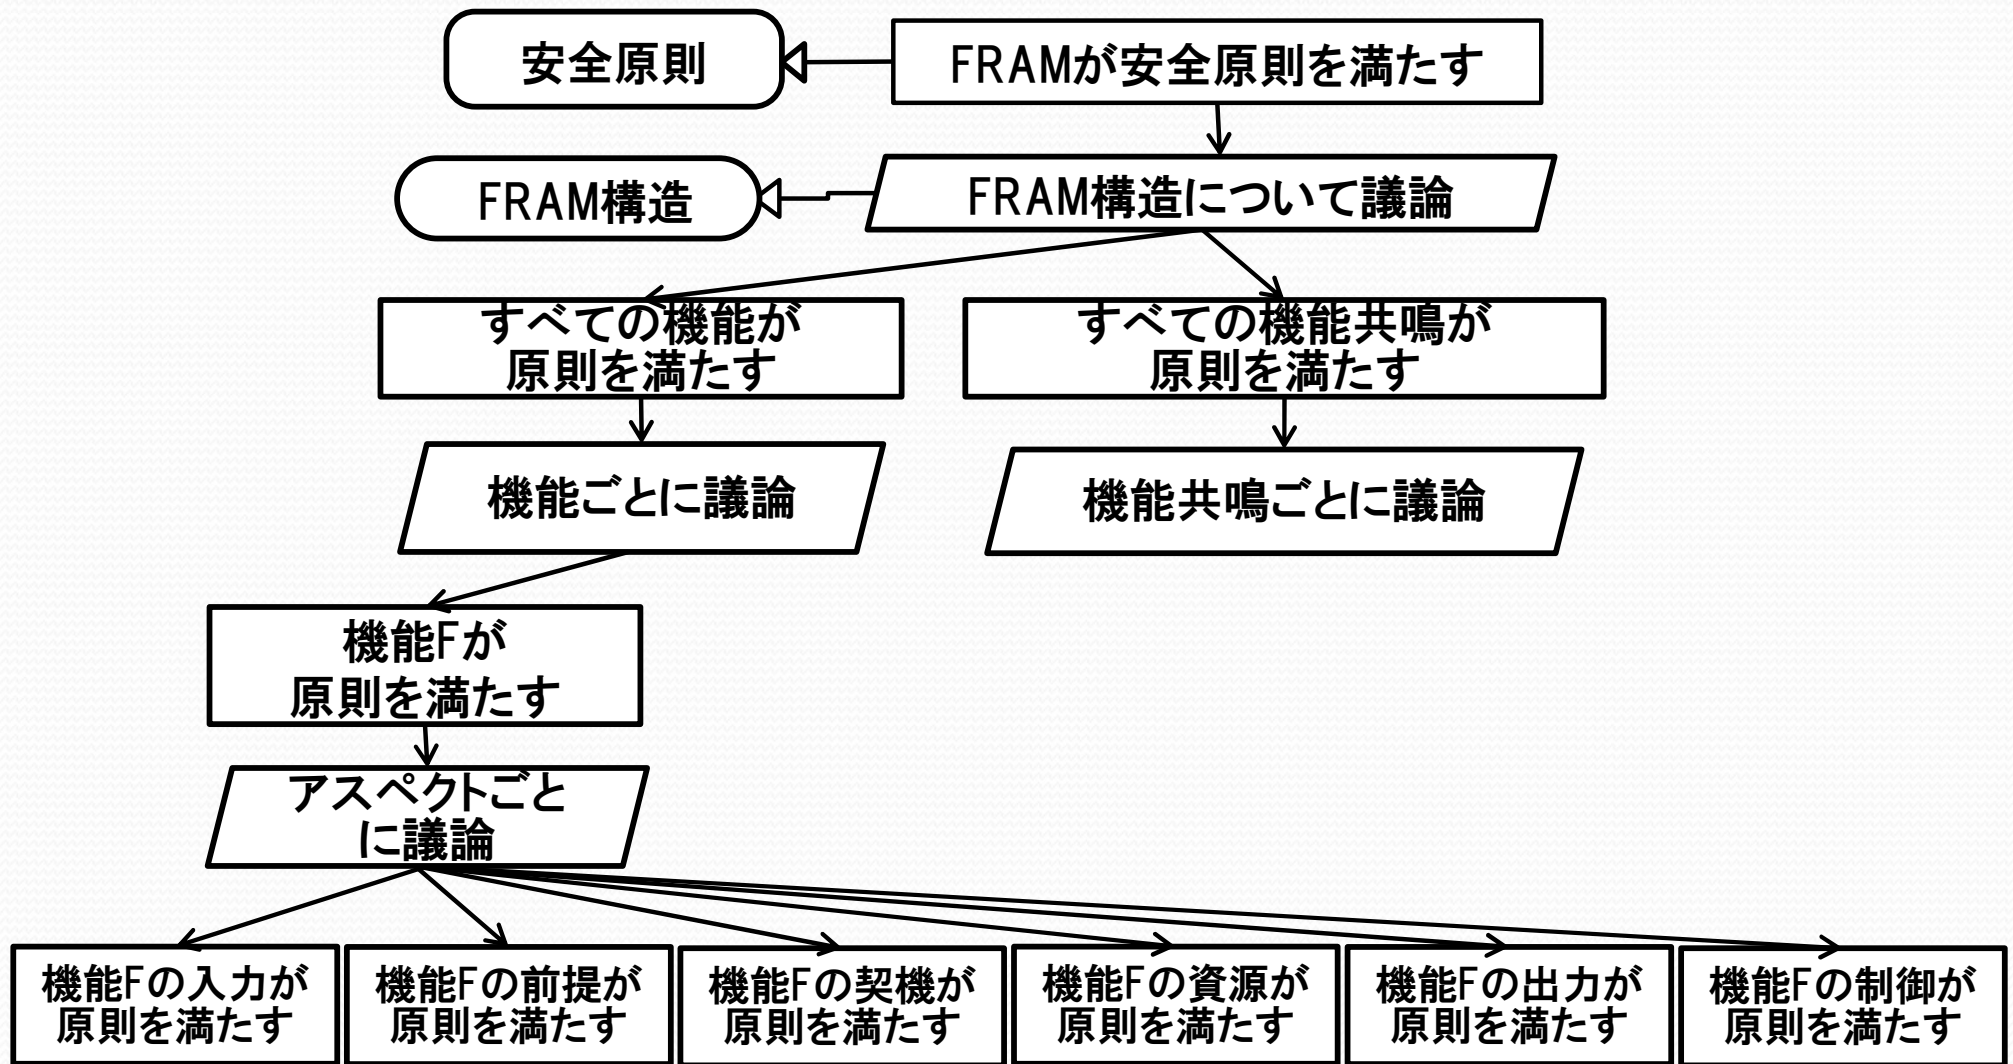 安全原則
FRAMが安全原則を満たす
FRAM構造
FRAM構造について議論
すべての機能が
原則を満たす
すべての機能共鳴が
原則を満たす
機能ごとに議論
機能共鳴ごとに議論
機能Fが
原則を満たす
アスペクトごと
に議論
機能Fの入力が
原則を満たす
機能Fの前提が
原則を満たす
機能Fの契機が
原則を満たす
機能Fの資源が
原則を満たす
機能Fの出力が
原則を満たす
機能Fの制御が
原則を満たす